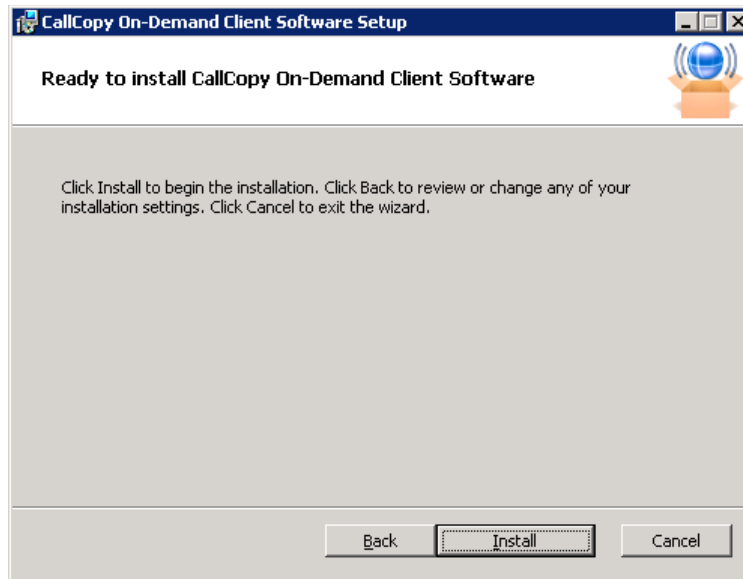 CallCopy On-Demand Client Software Setup
Ready to install CallCopy On-Demand Client Software
Click Install to begin the installation. Click Back to review or change any of your
installation settings. Click Cancel to exit the wizard.
Back Install Cancel